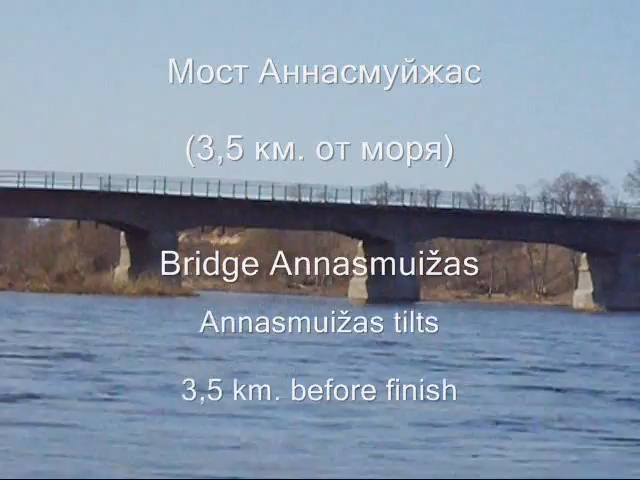 Мост Аннасмуйжас
(3,5 км. от моря)
Bridge Annasmuižas
Annasmuižas tilts
3,5 km. before finish